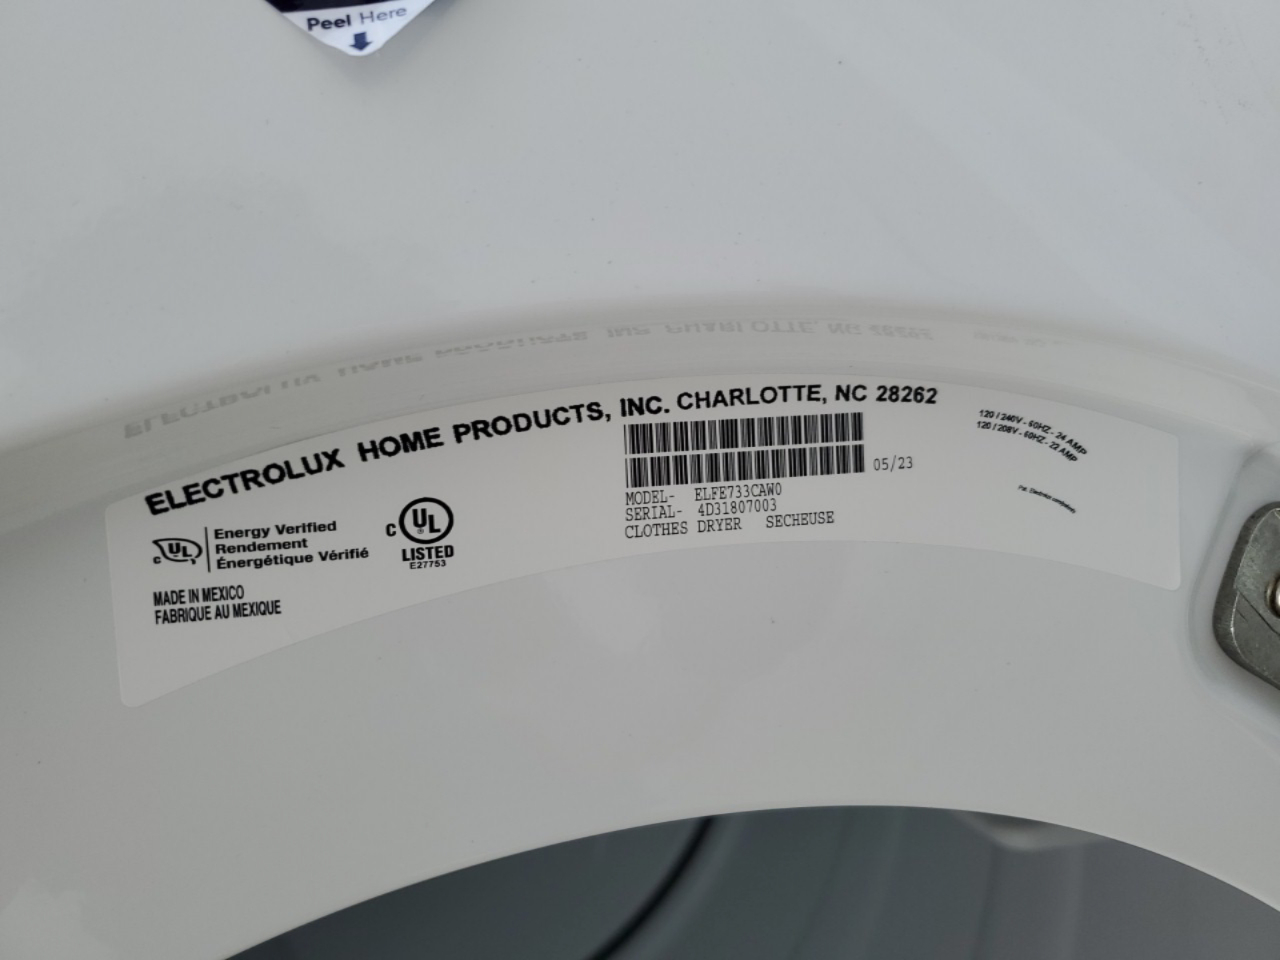 Peel Here
ELECTROLUX HOME PRODUCTS, INC. CHARLOTTE, NC 28262
120 / 240V - 60HZ - 24 AMP
120 / 208V - 60HZ - 22 AMP
05/23
MODEL- ELFE733CAW0
SERIAL- 4D31807003
CLOTHES DRYER SECHEUSE
c UL
Energy Verified
Rendement
Énergétique Vérifié
c UL
LISTED
E27753
MADE IN MEXICO
FABRIQUE AU MEXIQUE